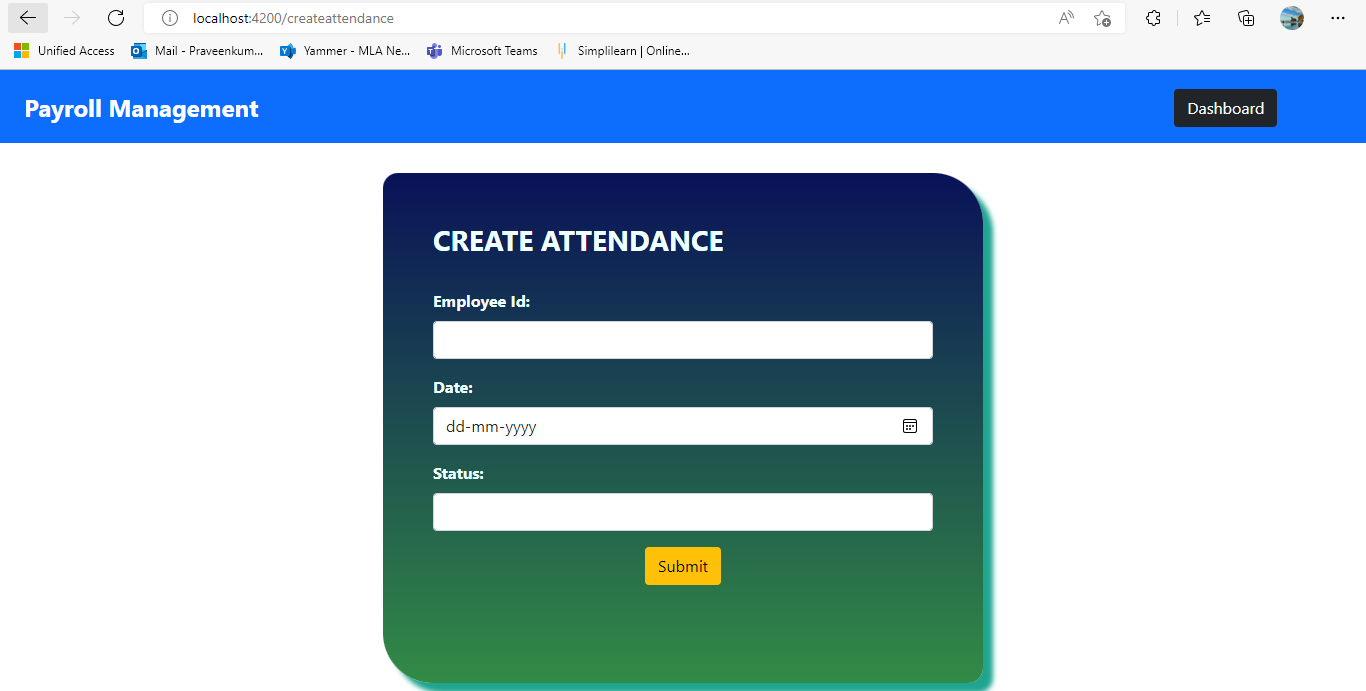 localhost:4200/createattendance
Unified Access Mail - Praveenkum... Yammer - MLA Ne... Microsoft Teams Simplilearn | Online...
Payroll Management Dashboard
CREATE ATTENDANCE
Employee Id:
Date:
dd-mm-yyyy
Status:
Submit